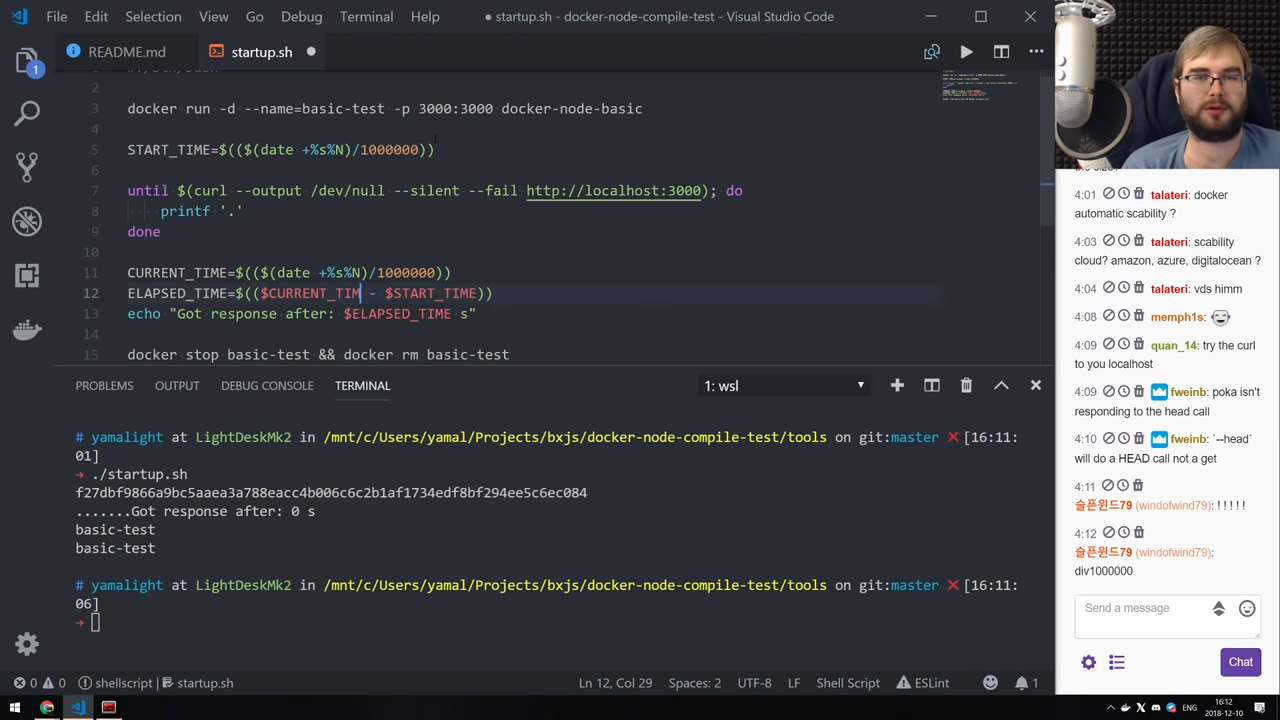 File Edit Selection View Go Debug Terminal Help
● startup.sh - docker-node-compile-test - Visual Studio Code
README.md
startup.sh
3 docker run -d --name=basic-test -p 3000:3000 docker-node-basic
4
5 START_TIME=$(($(date +%s%N)/1000000))
7 until $(curl --output /dev/null --silent --fail http://localhost:3000); do
8 printf '.'
9 done
10
11 CURRENT_TIME=$(($(date +%s%N)/1000000))
12 ELAPSED_TIME=$(($CURRENT_TIM - $START_TIME))
13 echo "Got response after: $ELAPSED_TIME s"
14
15 docker stop basic-test && docker rm basic-test
PROBLEMS OUTPUT DEBUG CONSOLE TERMINAL 1: wsl
# yamalight at LightDeskMk2 in /mnt/c/Users/yamal/Projects/bxjs/docker-node-compile-test/tools on git:master ❌ [16:11:
01]
→ ./startup.sh
f27dbf9866a9bc5aaea3a788eacc4b006c6c2b1af1734edf8bf294ee5c6ec084
.......Got response after: 0 s
basic-test
basic-test
# yamalight at LightDeskMk2 in /mnt/c/Users/yamal/Projects/bxjs/docker-node-compile-test/tools on git:master ❌ [16:11:
06]
→
0 0 shellscript startup.sh Ln 12, Col 29 Spaces: 2 UTF-8 LF Shell Script ESLint 1
4:01 talateri: docker
automatic scability ?
4:03 talateri: scability
cloud? amazon, azure, digitalocean ?
4:04 talateri: vds himm
4:08 memph1s:
4:09 quan_14: try the curl
to you localhost
4:09 fweinb: poka isn't
responding to the head call
4:10 fweinb: `--head`
will do a HEAD call not a get
4:11
슬픈윈드79 (windofwind79): !!!!!
4:12
슬픈윈드79 (windofwind79):
div1000000
Send a message
Chat
ENG
16:12
2018-12-10